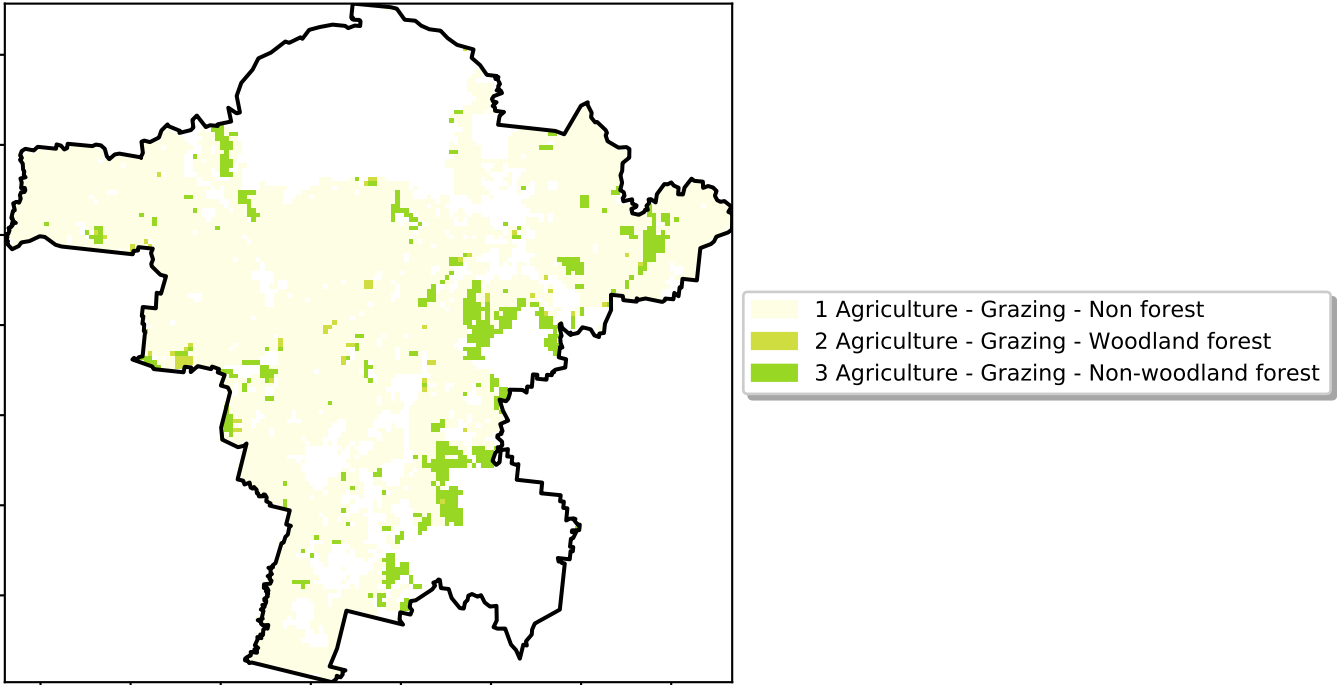 1 Agriculture - Grazing - Non forest
2 Agriculture - Grazing - Woodland forest
3 Agriculture - Grazing - Non-woodland forest